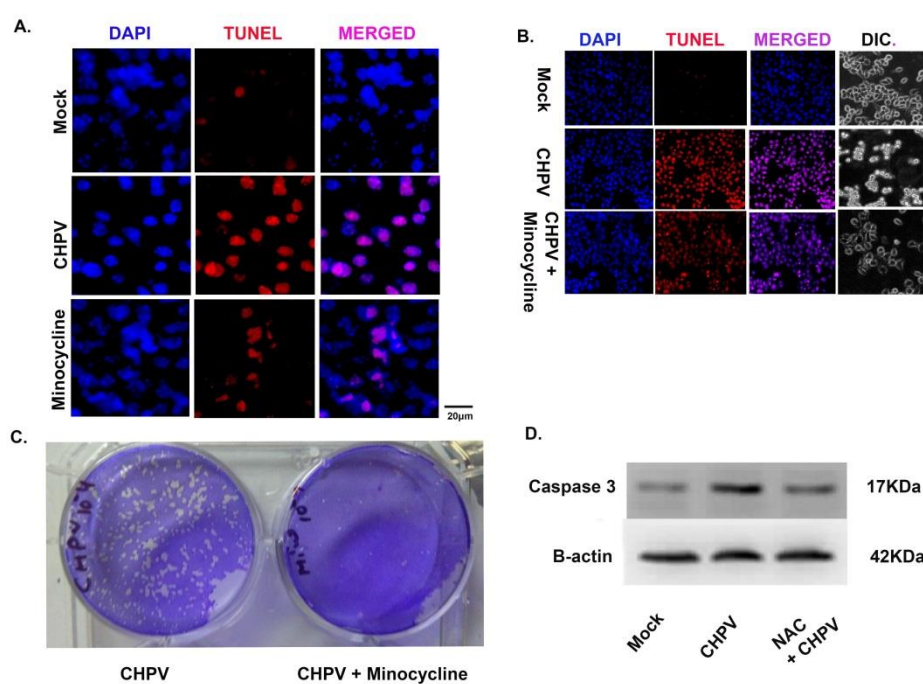 A.
DAPI TUNEL MERGED
Mock
CHPV
Minocycline
20µm
B.
DAPI TUNEL MERGED DIC.
Mock
CHPV
CHPV +
Minocycline
C.
CHPV
CHPV + Minocycline
D.
Caspase 3 17KDa
B-actin 42KDa
Mock
CHPV
NAC
+ CHPV